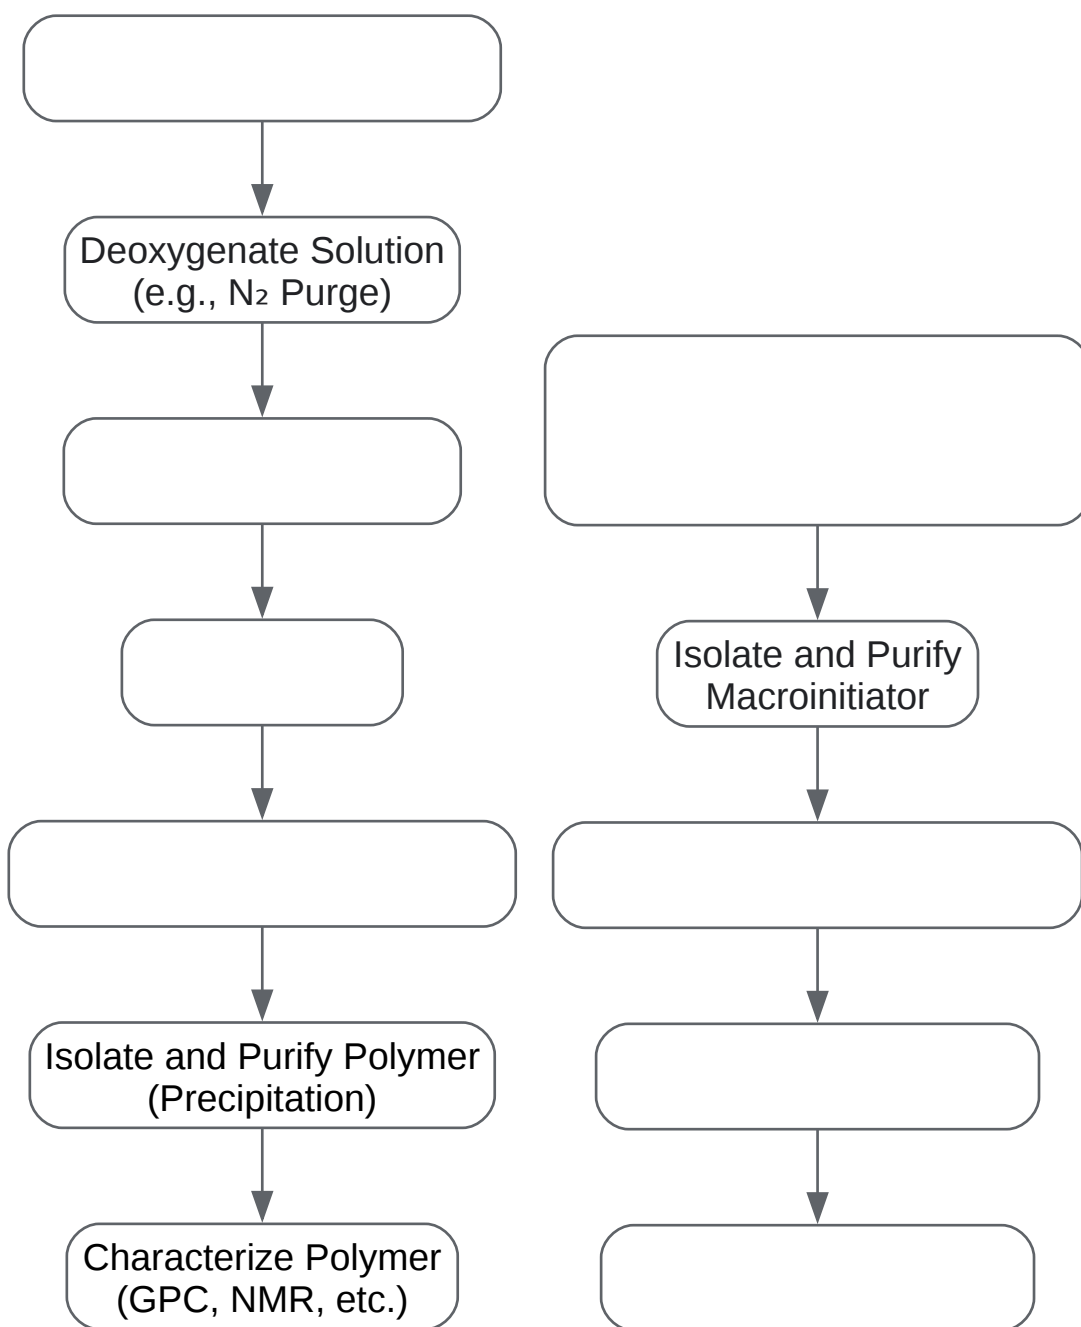 Deoxygenate Solution
(e.g., N₂ Purge)
Isolate and Purify
Macroinitiator
Isolate and Purify Polymer
(Precipitation)
Characterize Polymer
(GPC, NMR, etc.)